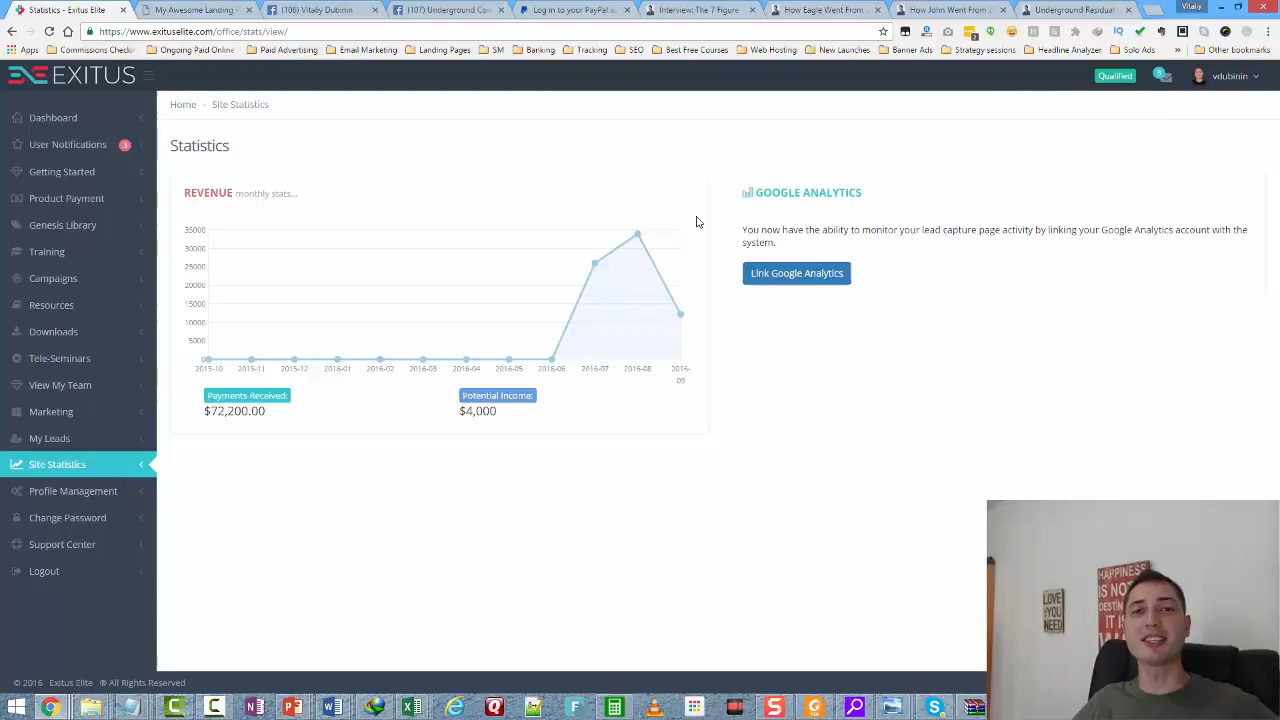 Statistics - Exitus Elite
My Awesome Landing
(106) Vitaliy Dubinin
(107) Underground Com
Log in to your PayPal a
Interview: The 7 Figure
How Eagle Went From
How John Went From
Underground Residual
Vitaliy
https://www.exituselite.com/office/stats/view/
Apps
Commissions Check
Ongoing Paid Online
Paid Advertising
Email Marketing
Landing Pages
SM
Banking
Tracking
SEO
Best Free Courses
Web Hosting
New Launches
Banner Ads
Strategy sessions
Headline Analyzer
Solo Ads
Other bookmarks
EXITUS
Qualified
3
vdubinin
Dashboard
User Notifications 3
Getting Started
Product Payment
Genesis Library
Training
Campaigns
Resources
Downloads
Tele-Seminars
View My Team
Marketing
My Leads
Site Statistics
Profile Management
Change Password
Support Center
Logout
Home - Site Statistics
Statistics
REVENUE monthly stats...
35000
30000
25000
20000
15000
10000
5000
0
2015-10 2015-11 2015-12 2016-01 2016-02 2016-03 2016-04 2016-05 2016-06 2016-07 2016-08 2016-
09
Payments Received:
$72,200.00
Potential Income:
$4,000
GOOGLE ANALYTICS
You now have the ability to monitor your lead capture page activity by linking your Google Analytics account with the
system.
Link Google Analytics
HAPPINESS
IS NO
DESTIN
IT IS
LOVE
YOU
NEED
© 2016 Exitus Elite ® All Rights Reserved